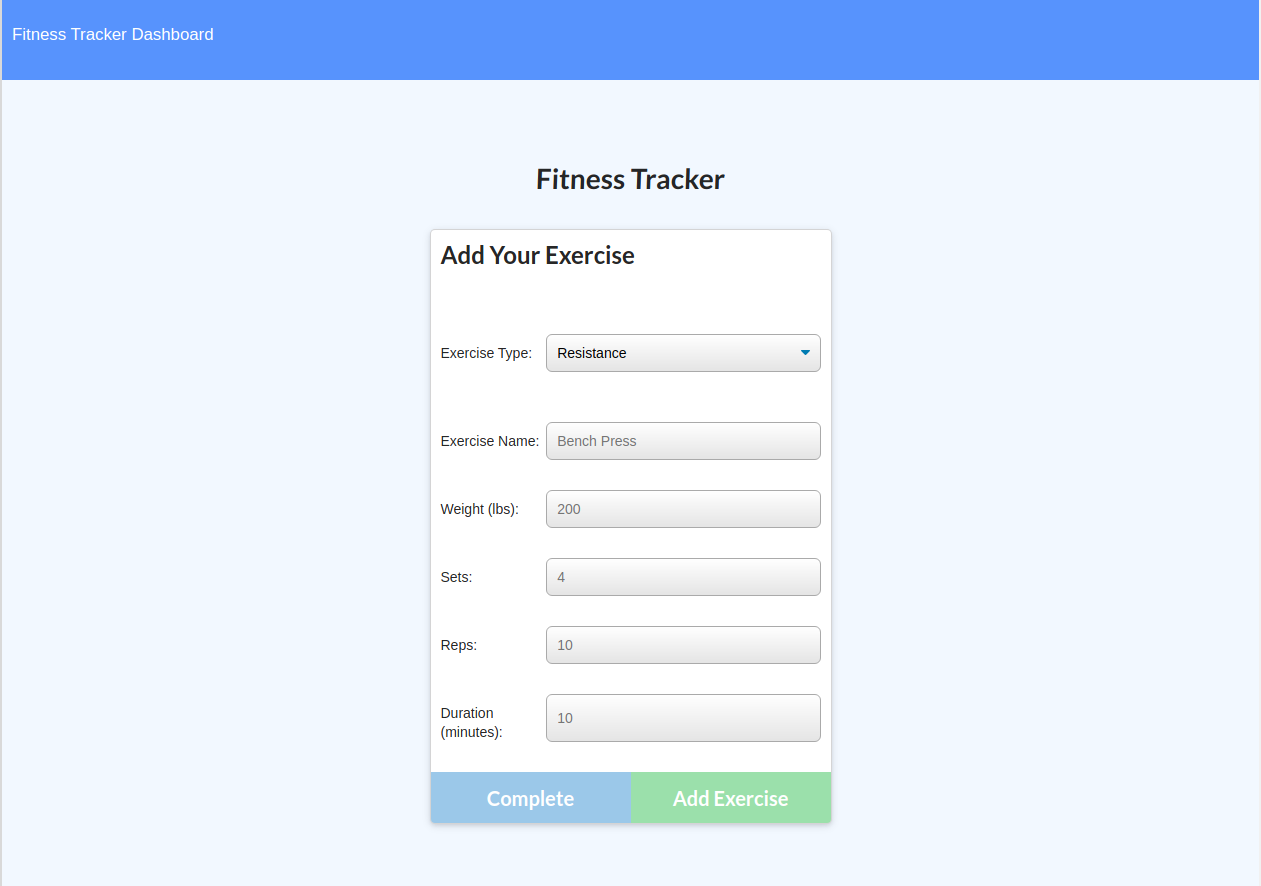 Fitness Tracker Dashboard
Fitness Tracker
Add Your Exercise
Exercise Type: Resistance
Exercise Name: Bench Press
Weight (lbs): 200
Sets: 4
Reps: 10
Duration (minutes): 10
Complete Add Exercise